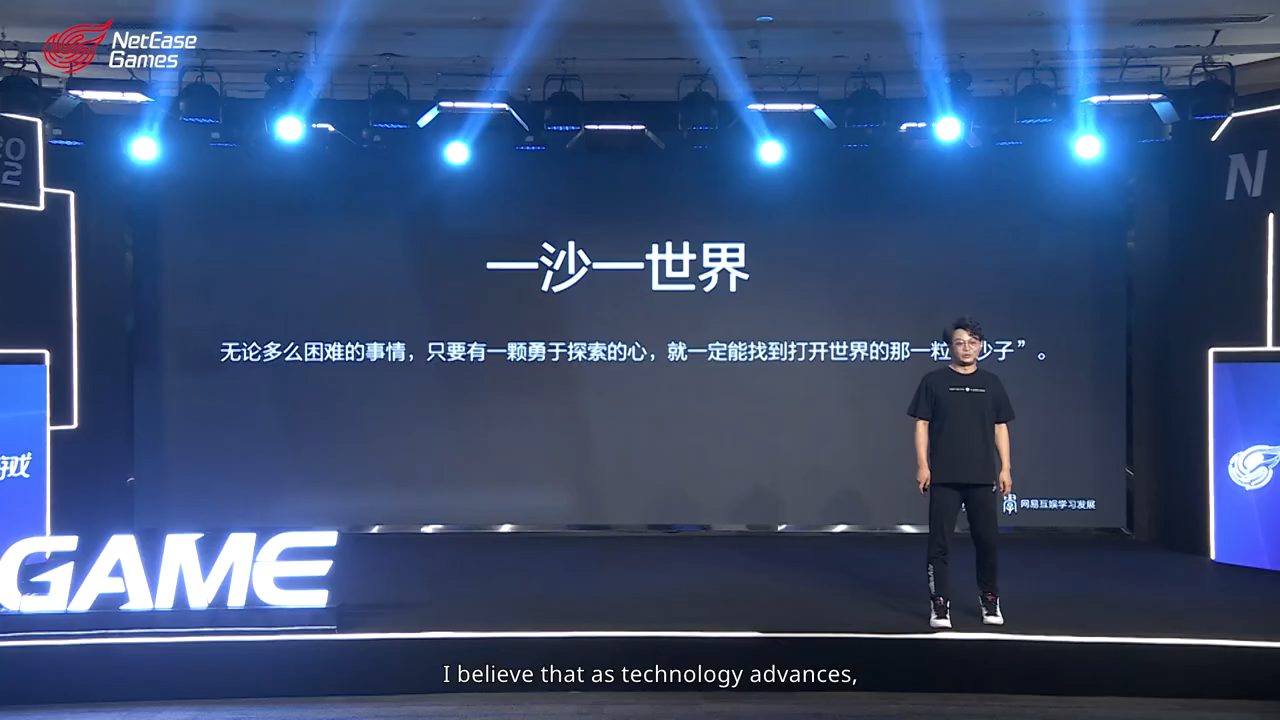 NetEase
Games
N
一沙一世界
无论多么困难的事情，只要有一颗勇于探索的心，就一定能找到打开世界的那一粒沙子”。
游戏
网易互娱学习发展
GAME
I believe that as technology advances,